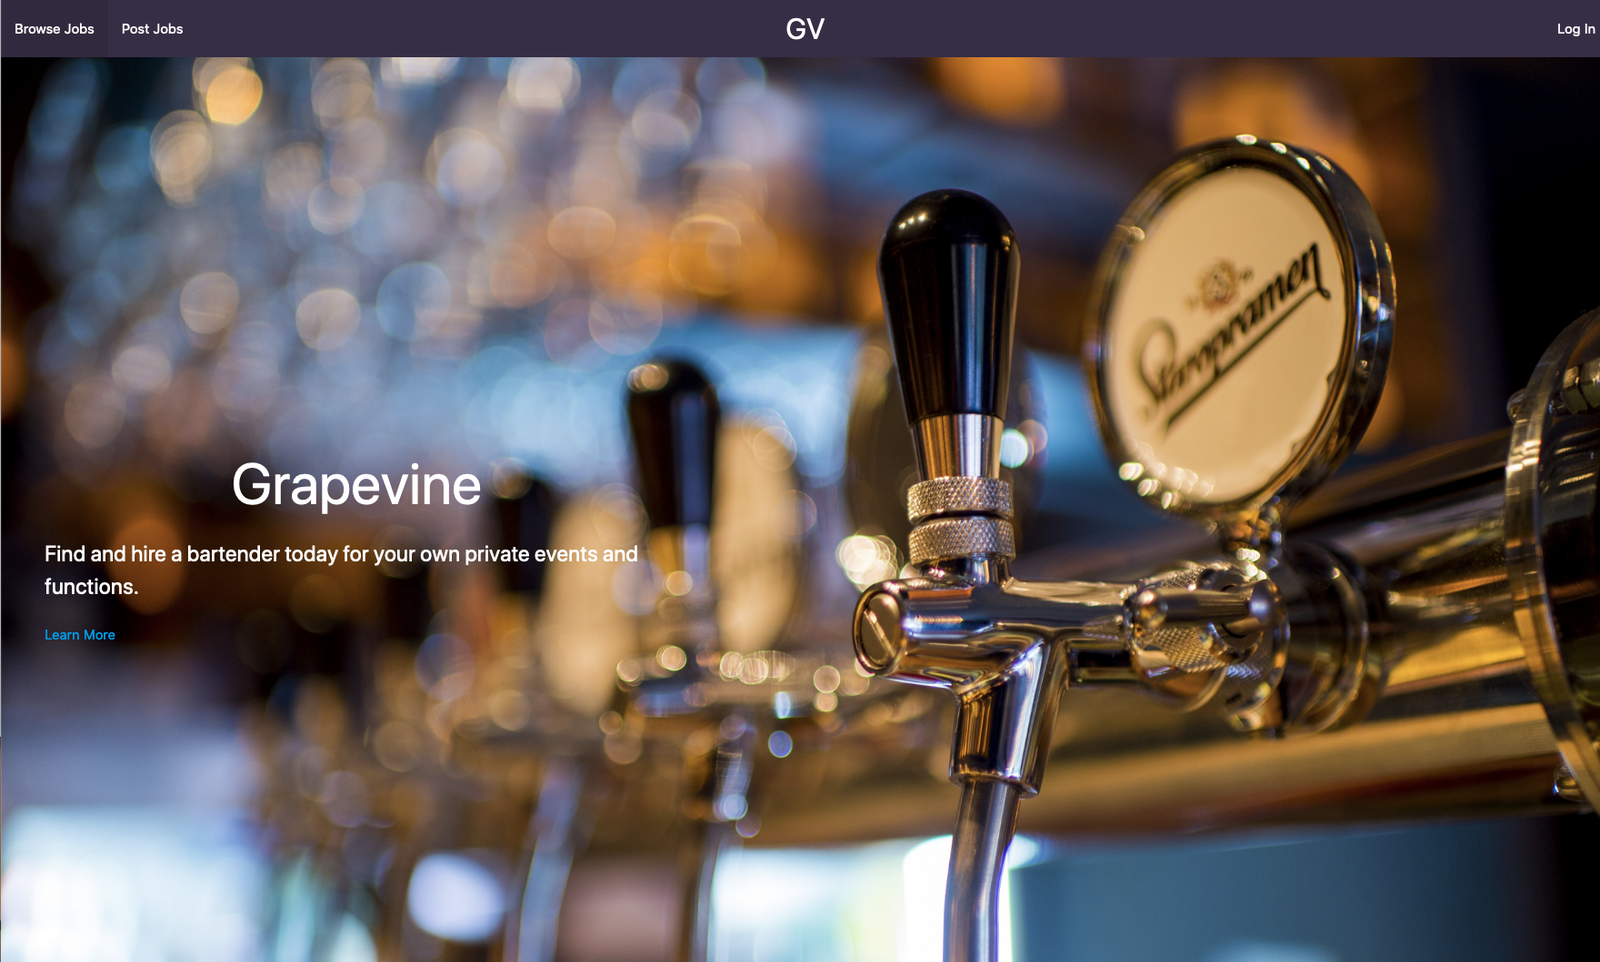 Browse Jobs Post Jobs GV Log In
Staropramen
Grapevine
Find and hire a bartender today for your own private events and
functions.
Learn More